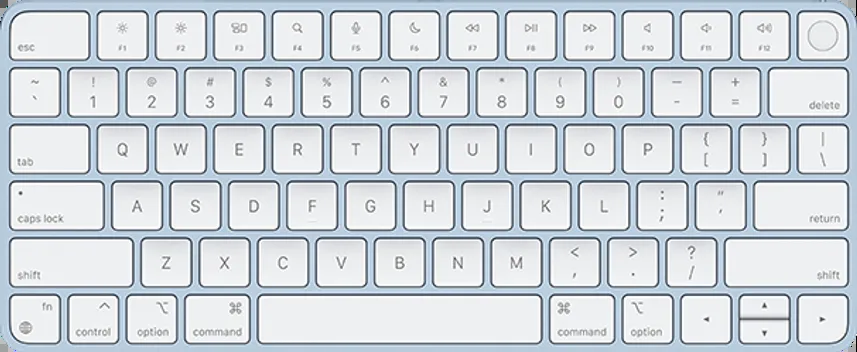 esc F1 F2 F3 F4 F5 F6 F7 F8 F9 F10 F11 F12
~ ! @ # $ % ^ & * ( ) — +
` 1 2 3 4 5 6 7 8 9 0 - = delete
tab Q W E R T Y U I O P { [ } ] | \
caps lock A S D F G H J K L : ; " ' return
shift Z X C V B N M < , > . ? / shift
fn ^ ⌥ ⌘ ⌘ ⌥
control option command command option